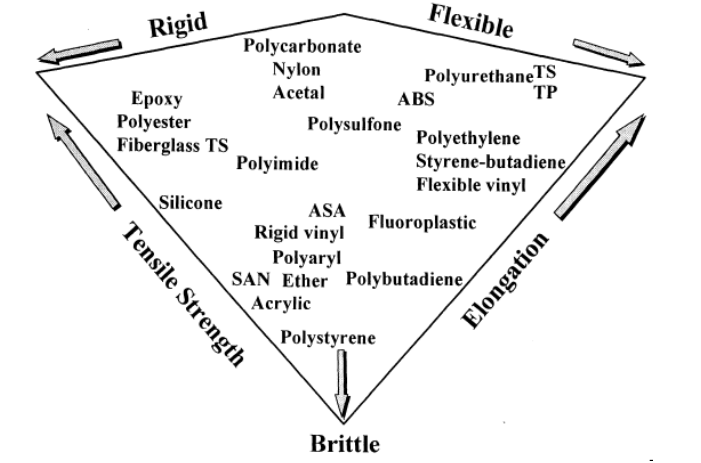 Rigid
Flexible
Polycarbonate
Nylon
Acetal
Polyurethane TS
TP
ABS
Epoxy
Polyester
Fiberglass TS
Polysulfone
Polyimide
Polyethylene
Styrene-butadiene
Flexible vinyl
Silicone
ASA
Rigid vinyl
Fluoroplastic
Polyaryl
SAN Ether
Polybutadiene
Acrylic
Polystyrene
Tensile Strength
Elongation
Brittle